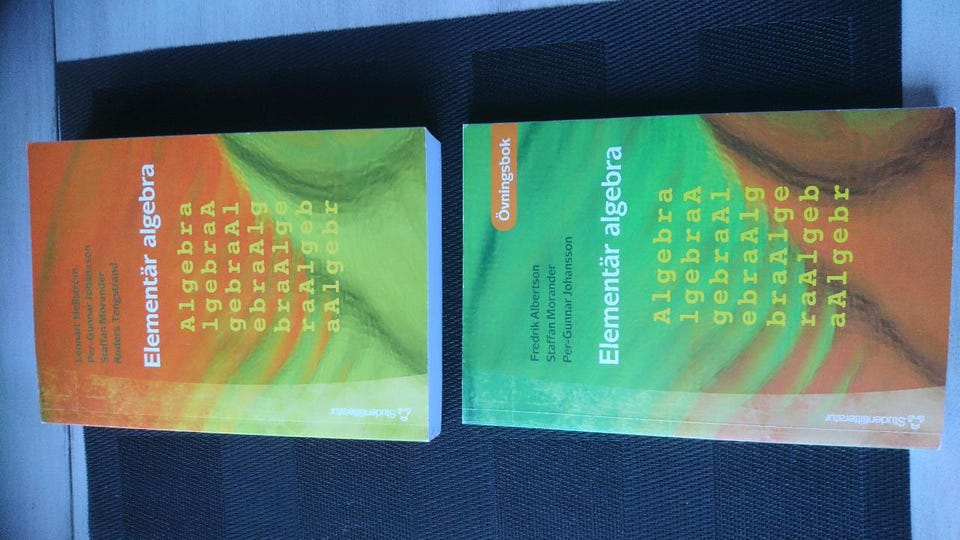 Lennart Hellström
Per-Gunnar Johansson
Staffan Morander
Anders Tengstrand
Elementär algebra
Algebra
lgebraA
gebraAl
ebraAlg
braAlge
raAlgeb
aAlgebr
Studentlitteratur
Övningsbok
Fredrik Albertson
Staffan Morander
Per-Gunnar Johansson
Elementär algebra
Algebra
lgebraA
gebraAl
ebraAlg
braAlge
raAlgeb
aAlgebr
Studentlitteratur